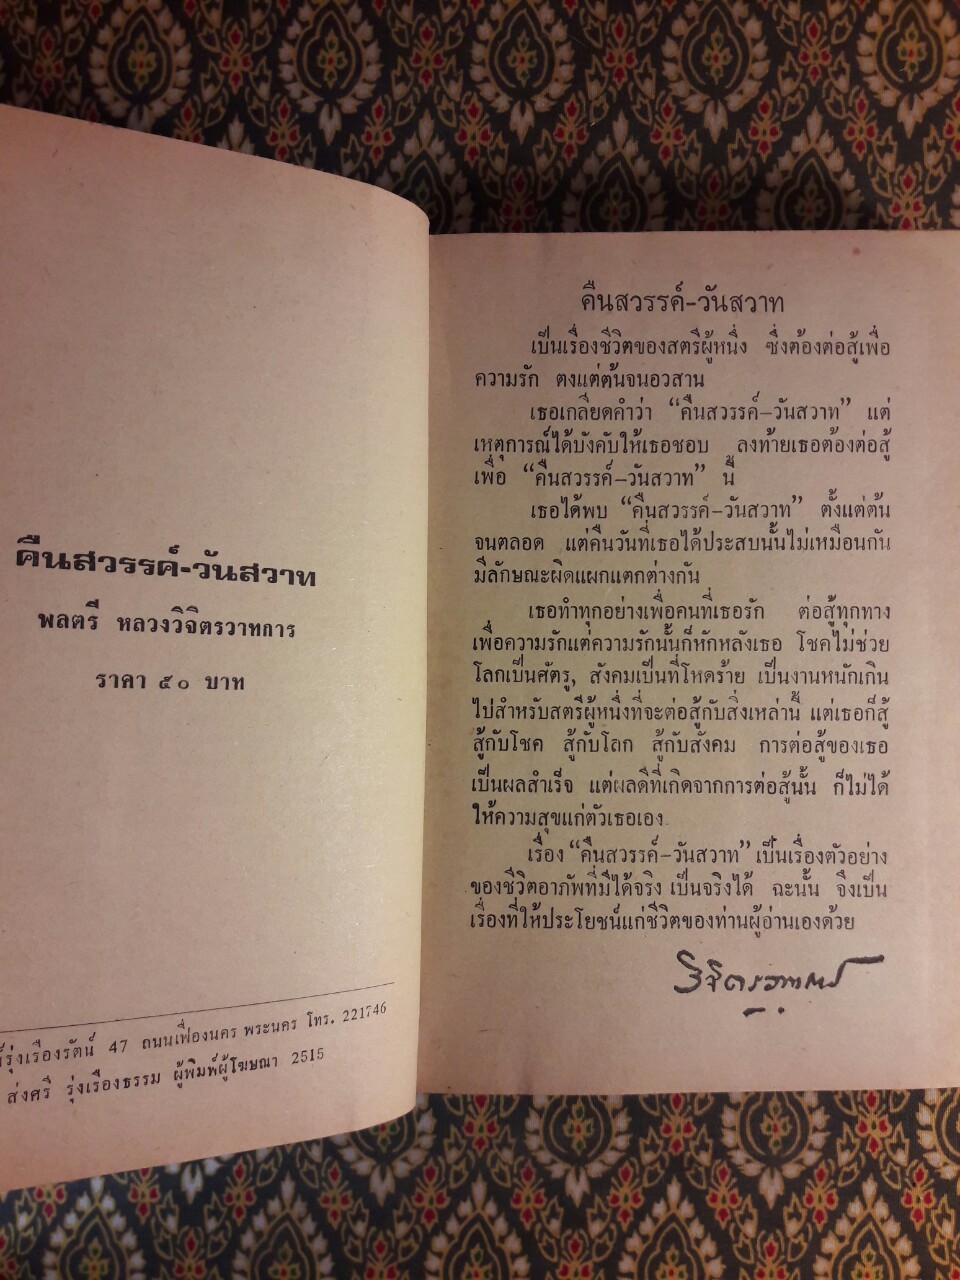 คืนสวรรค์-วันสวาท
พลตรี หลวงวิจิตรวาทการ
ราคา ๕๐ บาท
รุ่งเรืองรัตน์ 47 ถนนเฟื่องนคร พระนคร โทร. 221746
ส่งศรี รุ่งเรืองธรรม ผู้พิมพ์ผู้โฆษณา 2515
คืนสวรรค์-วันสวาท
เป็นเรื่องชีวิตของสตรีผู้หนึ่ง ซึ่งต้องต่อสู้เพื่อ
ความรัก ตงแต่ต้นจนอวสาน
เธอเกลียดคำว่า “คืนสวรรค์–วันสวาท” แต่
เหตุการณ์ได้บังคับให้เธอชอบ ลงท้ายเธอต้องต่อสู้
เพื่อ “คืนสวรรค์–วันสวาท” นี้
เธอได้พบ “คืนสวรรค์–วันสวาท” ตั้งแต่ต้น
จนตลอด แต่คืนวันที่เธอได้ประสบนั้นไม่เหมือนกัน
มีลักษณะผิดแผกแตกต่างกัน
เธอทำทุกอย่างเพื่อคนที่เธอรัก ต่อสู้ทุกทาง
เพื่อความรักแต่ความรักนั้นก็หักหลังเธอ โชคไม่ช่วย
โลกเป็นศัตรู, สังคมเป็นที่โหดร้าย เป็นงานหนักเกิน
ไปสำหรับสตรีผู้หนึ่งที่จะต่อสู้กับสิ่งเหล่านี้ แต่เธอก็สู้
สู้กับโชค สู้กับโลก สู้กับสังคม การต่อสู้ของเธอ
เป็นผลสำเร็จ แต่ผลดีที่เกิดจากการต่อสู้นั้น ก็ไม่ได้
ให้ความสุขแก่ตัวเธอเอง
เรื่อง “คืนสวรรค์–วันสวาท” เป็นเรื่องตัวอย่าง
ของชีวิตอาภัพที่มีได้จริง เป็นจริงได้ ฉะนั้น จึงเป็น
เรื่องที่ให้ประโยชน์แก่ชีวิตของท่านผู้อ่านเองด้วย
วิจิตรวาทการ